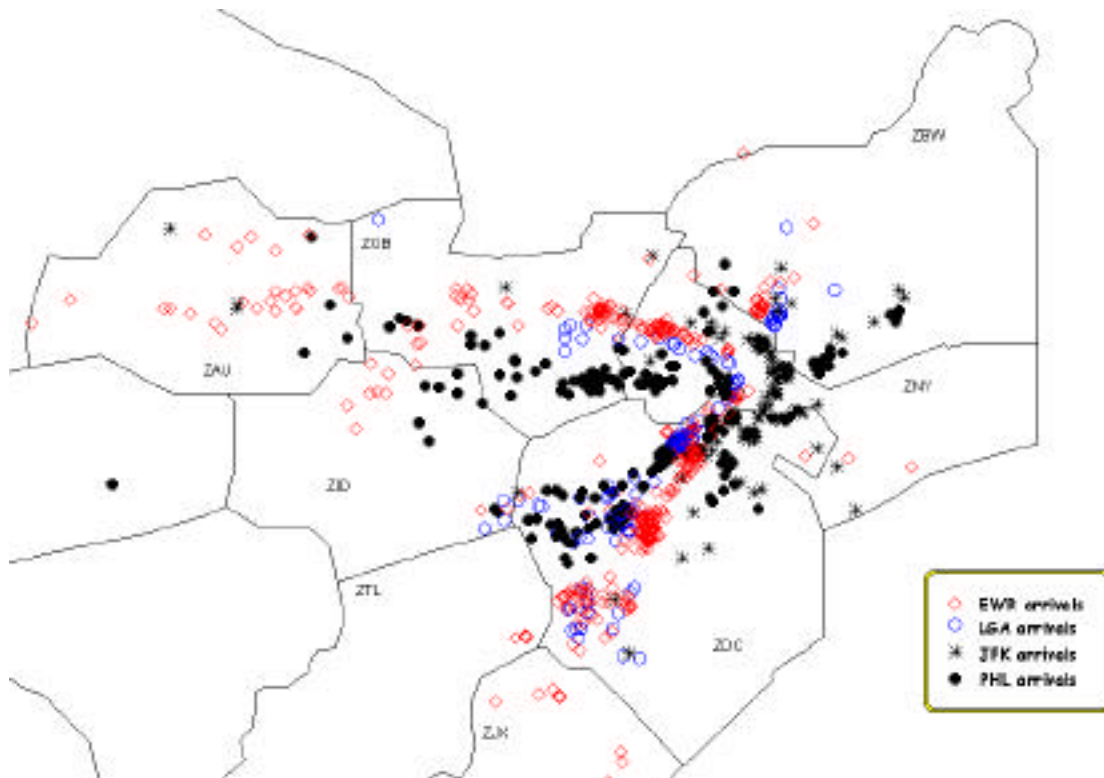 ZBW
ZOB
ZAU
ZNY
ZID
ZTL
ZDC
ZJX
EWR arrivals
LGA arrivals
JFK arrivals
PHL arrivals